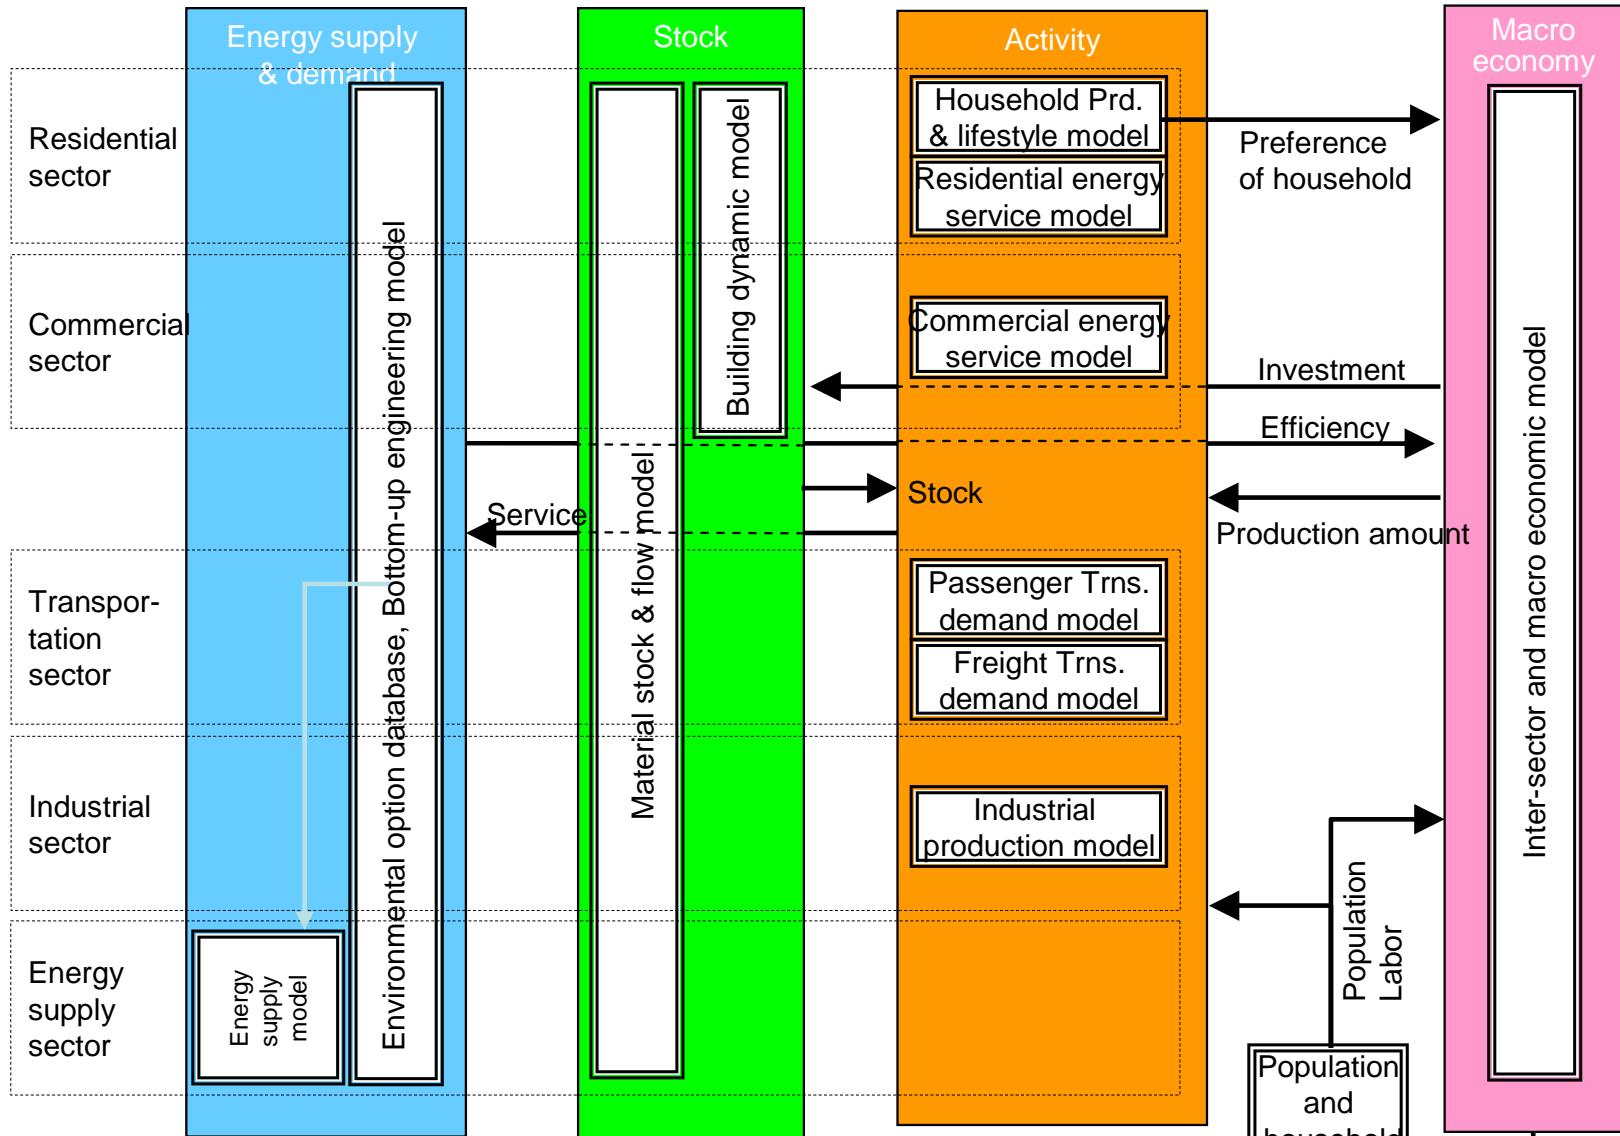 Energy supply
& demand
Stock
Activity
Macro
economy
Residential
sector
Commercial
sector
Transpor-
tation
sector
Industrial
sector
Energy
supply
sector
Environmental option database, Bottom-up engineering model
Energy
supply
model
Material stock & flow model
Building dynamic model
Household Prd.
& lifestyle model
Residential energy
service model
Commercial energy
service model
Passenger Trns.
demand model
Freight Trns.
demand model
Industrial
production model
Preference
of household
Investment
Efficiency
Stock
Service
Production amount
Population
Labor
Population
and
household
Inter-sector and macro economic model